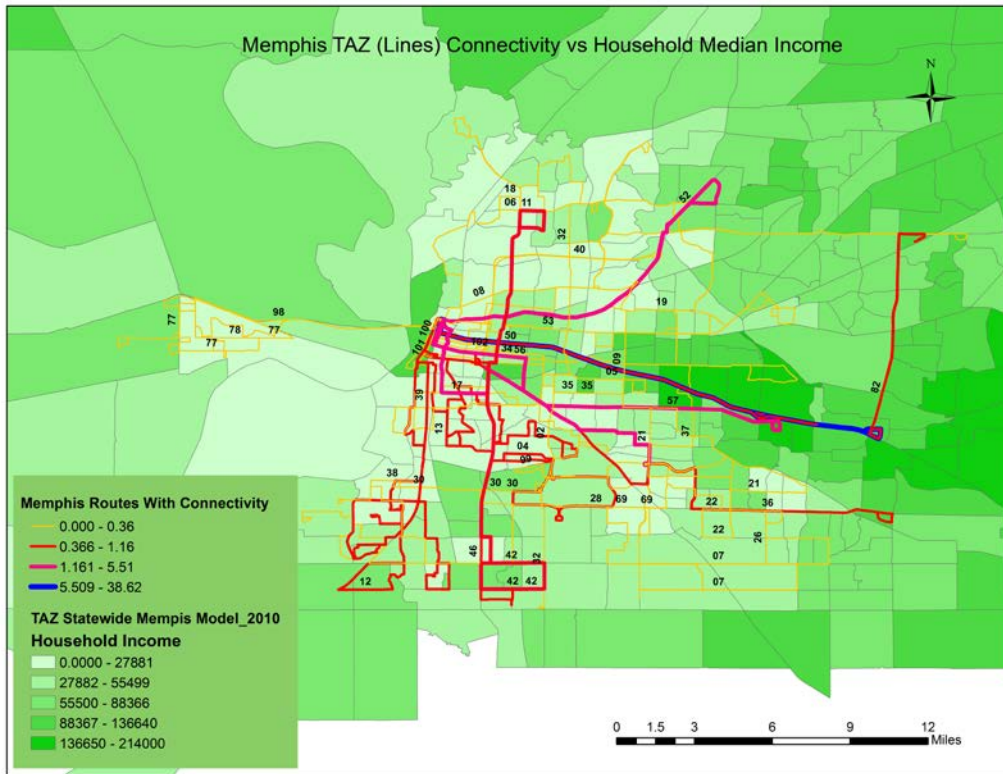 Memphis TAZ (Lines) Connectivity vs Household Median Income
N
18
06 11
52
32
40
08
19
98
77
78 77
77
53
100
101
50
102
34 56
09
05
35 35
57
82
17
39
13
02
21
37
04
99
38
30
30 30
28 69 69
21
22
36
22
26
46
42
32
07
12
42 42
07
Memphis Routes With Connectivity
0.000 - 0.36
0.366 - 1.16
1.161 - 5.51
5.509 - 38.62
TAZ Statewide Mempis Model_2010
Household Income
0.0000 - 27881
27882 - 55499
55500 - 88366
88367 - 136640
136650 - 214000
0 1.5 3 6 9 12
Miles